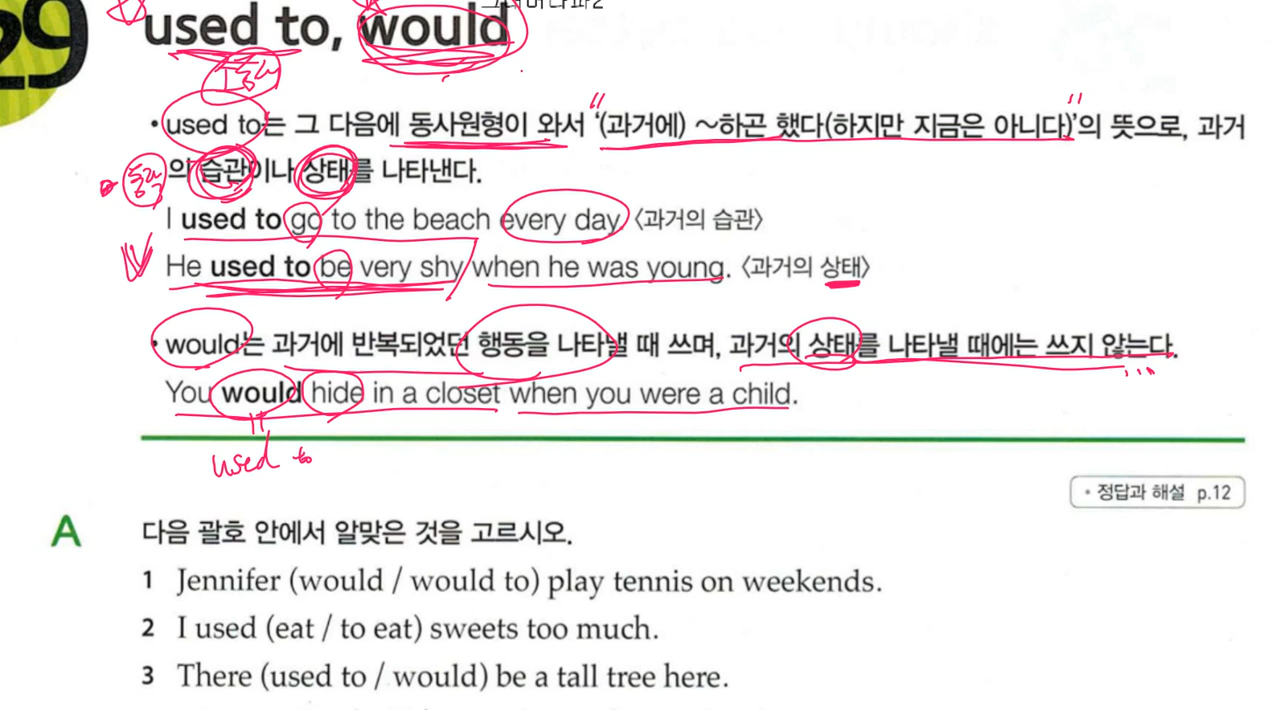 29
used to, would
• used to는 그 다음에 동사원형이 와서 ‘(과거에) ~하곤 했다(하지만 지금은 아니다)’의 뜻으로, 과거
의 습관이나 상태를 나타낸다.
I used to go to the beach every day. 〈과거의 습관〉
He used to be very shy when he was young. 〈과거의 상태〉
• would는 과거에 반복되었던 행동을 나타낼 때 쓰며, 과거의 상태를 나타낼 때에는 쓰지 않는다.
You would hide in a closet when you were a child.
used to
• 정답과 해설 p.12
A 다음 괄호 안에서 알맞은 것을 고르시오.
1 Jennifer (would / would to) play tennis on weekends.
2 I used (eat / to eat) sweets too much.
3 There (used to / would) be a tall tree here.